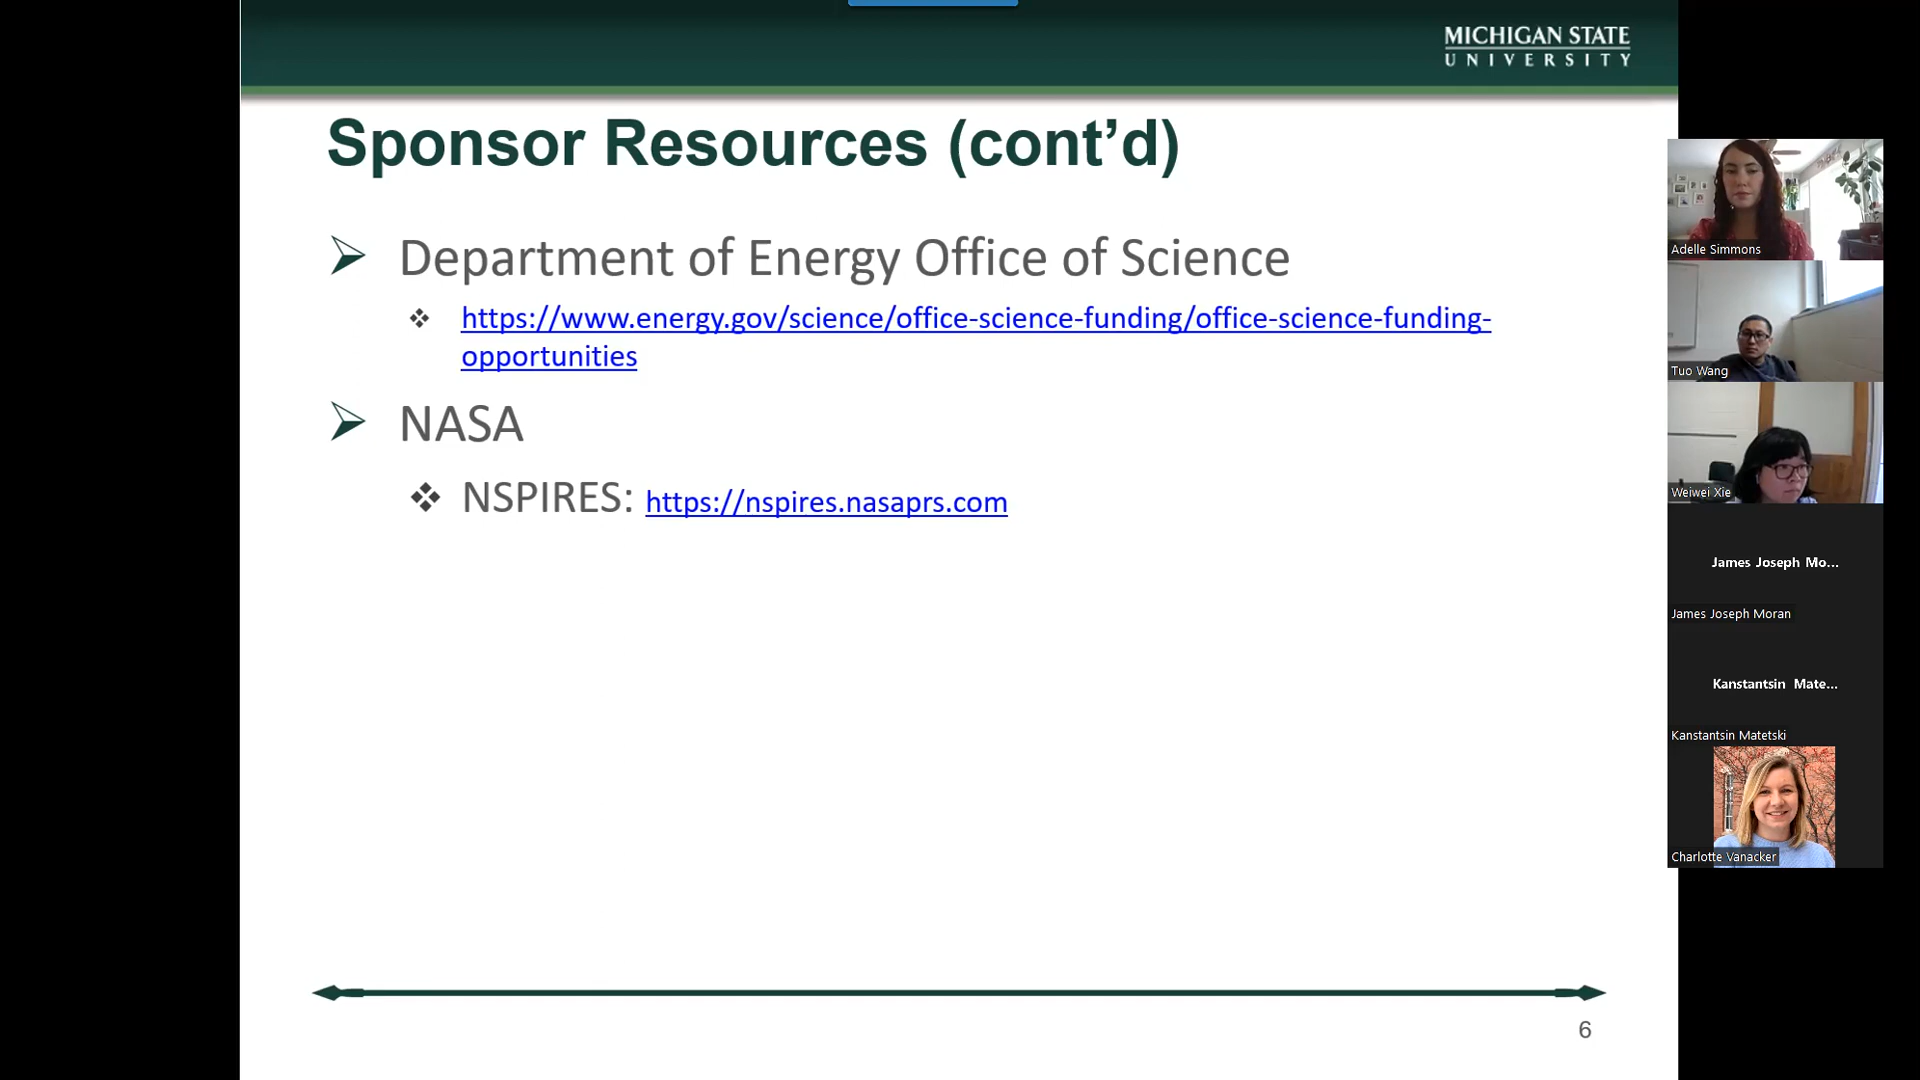 MICHIGAN STATE
UNIVERSITY
Sponsor Resources (cont’d)
Department of Energy Office of Science
https://www.energy.gov/science/office-science-funding/office-science-funding-
opportunities
NASA
NSPIRES: https://nspires.nasaprs.com
6
Adelle Simmons
Tuo Wang
Weiwei Xie
James Joseph Mo...
James Joseph Moran
Kanstantsin Mate...
Kanstantsin Matetski
Charlotte Vanacker